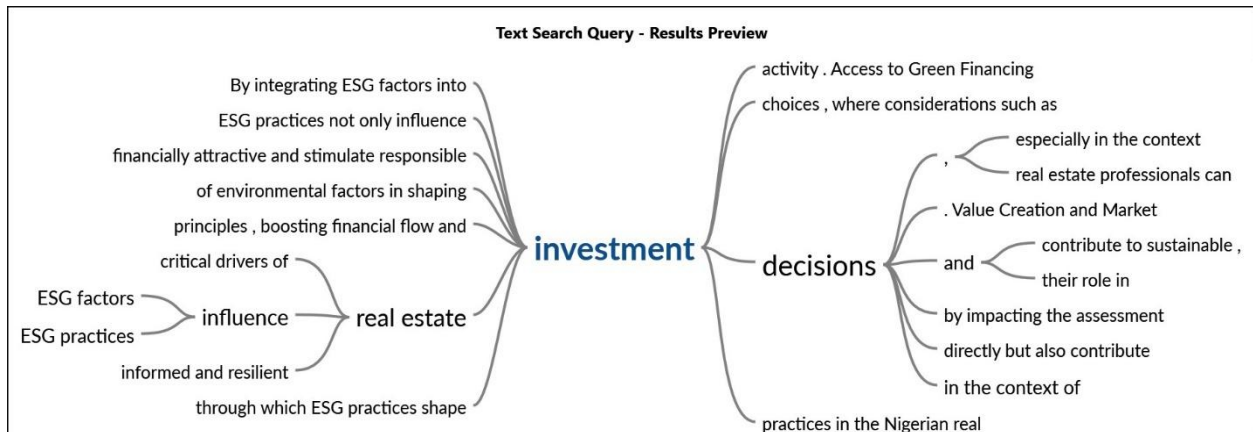 Text Search Query - Results Preview
By integrating ESG factors into
ESG practices not only influence
financially attractive and stimulate responsible
of environmental factors in shaping
principles , boosting financial flow and
critical drivers of
ESG factors
ESG practices
influence
informed and resilient
real estate
through which ESG practices shape
investment
activity . Access to Green Financing
choices , where considerations such as
decisions
,
especially in the context
real estate professionals can
. Value Creation and Market
and
contribute to sustainable ,
their role in
by impacting the assessment
directly but also contribute
in the context of
practices in the Nigerian real